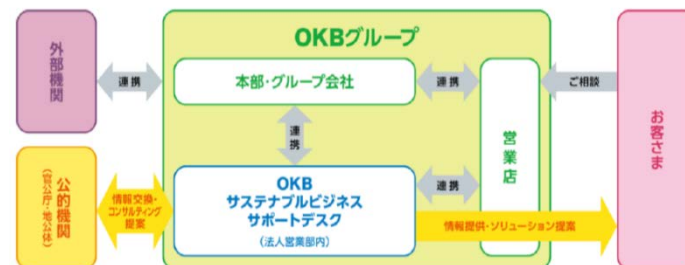 OKBグループ
外部機関
連携
本部・グループ会社
連携
ご相談
お客さま
営業店
連携
公的機関
(官公庁・地公体)
情報交換・
コンサルティング
提案
OKB
サステナブルビジネス
サポートデスク
(法人営業部内)
連携
情報提供・ソリューション提案